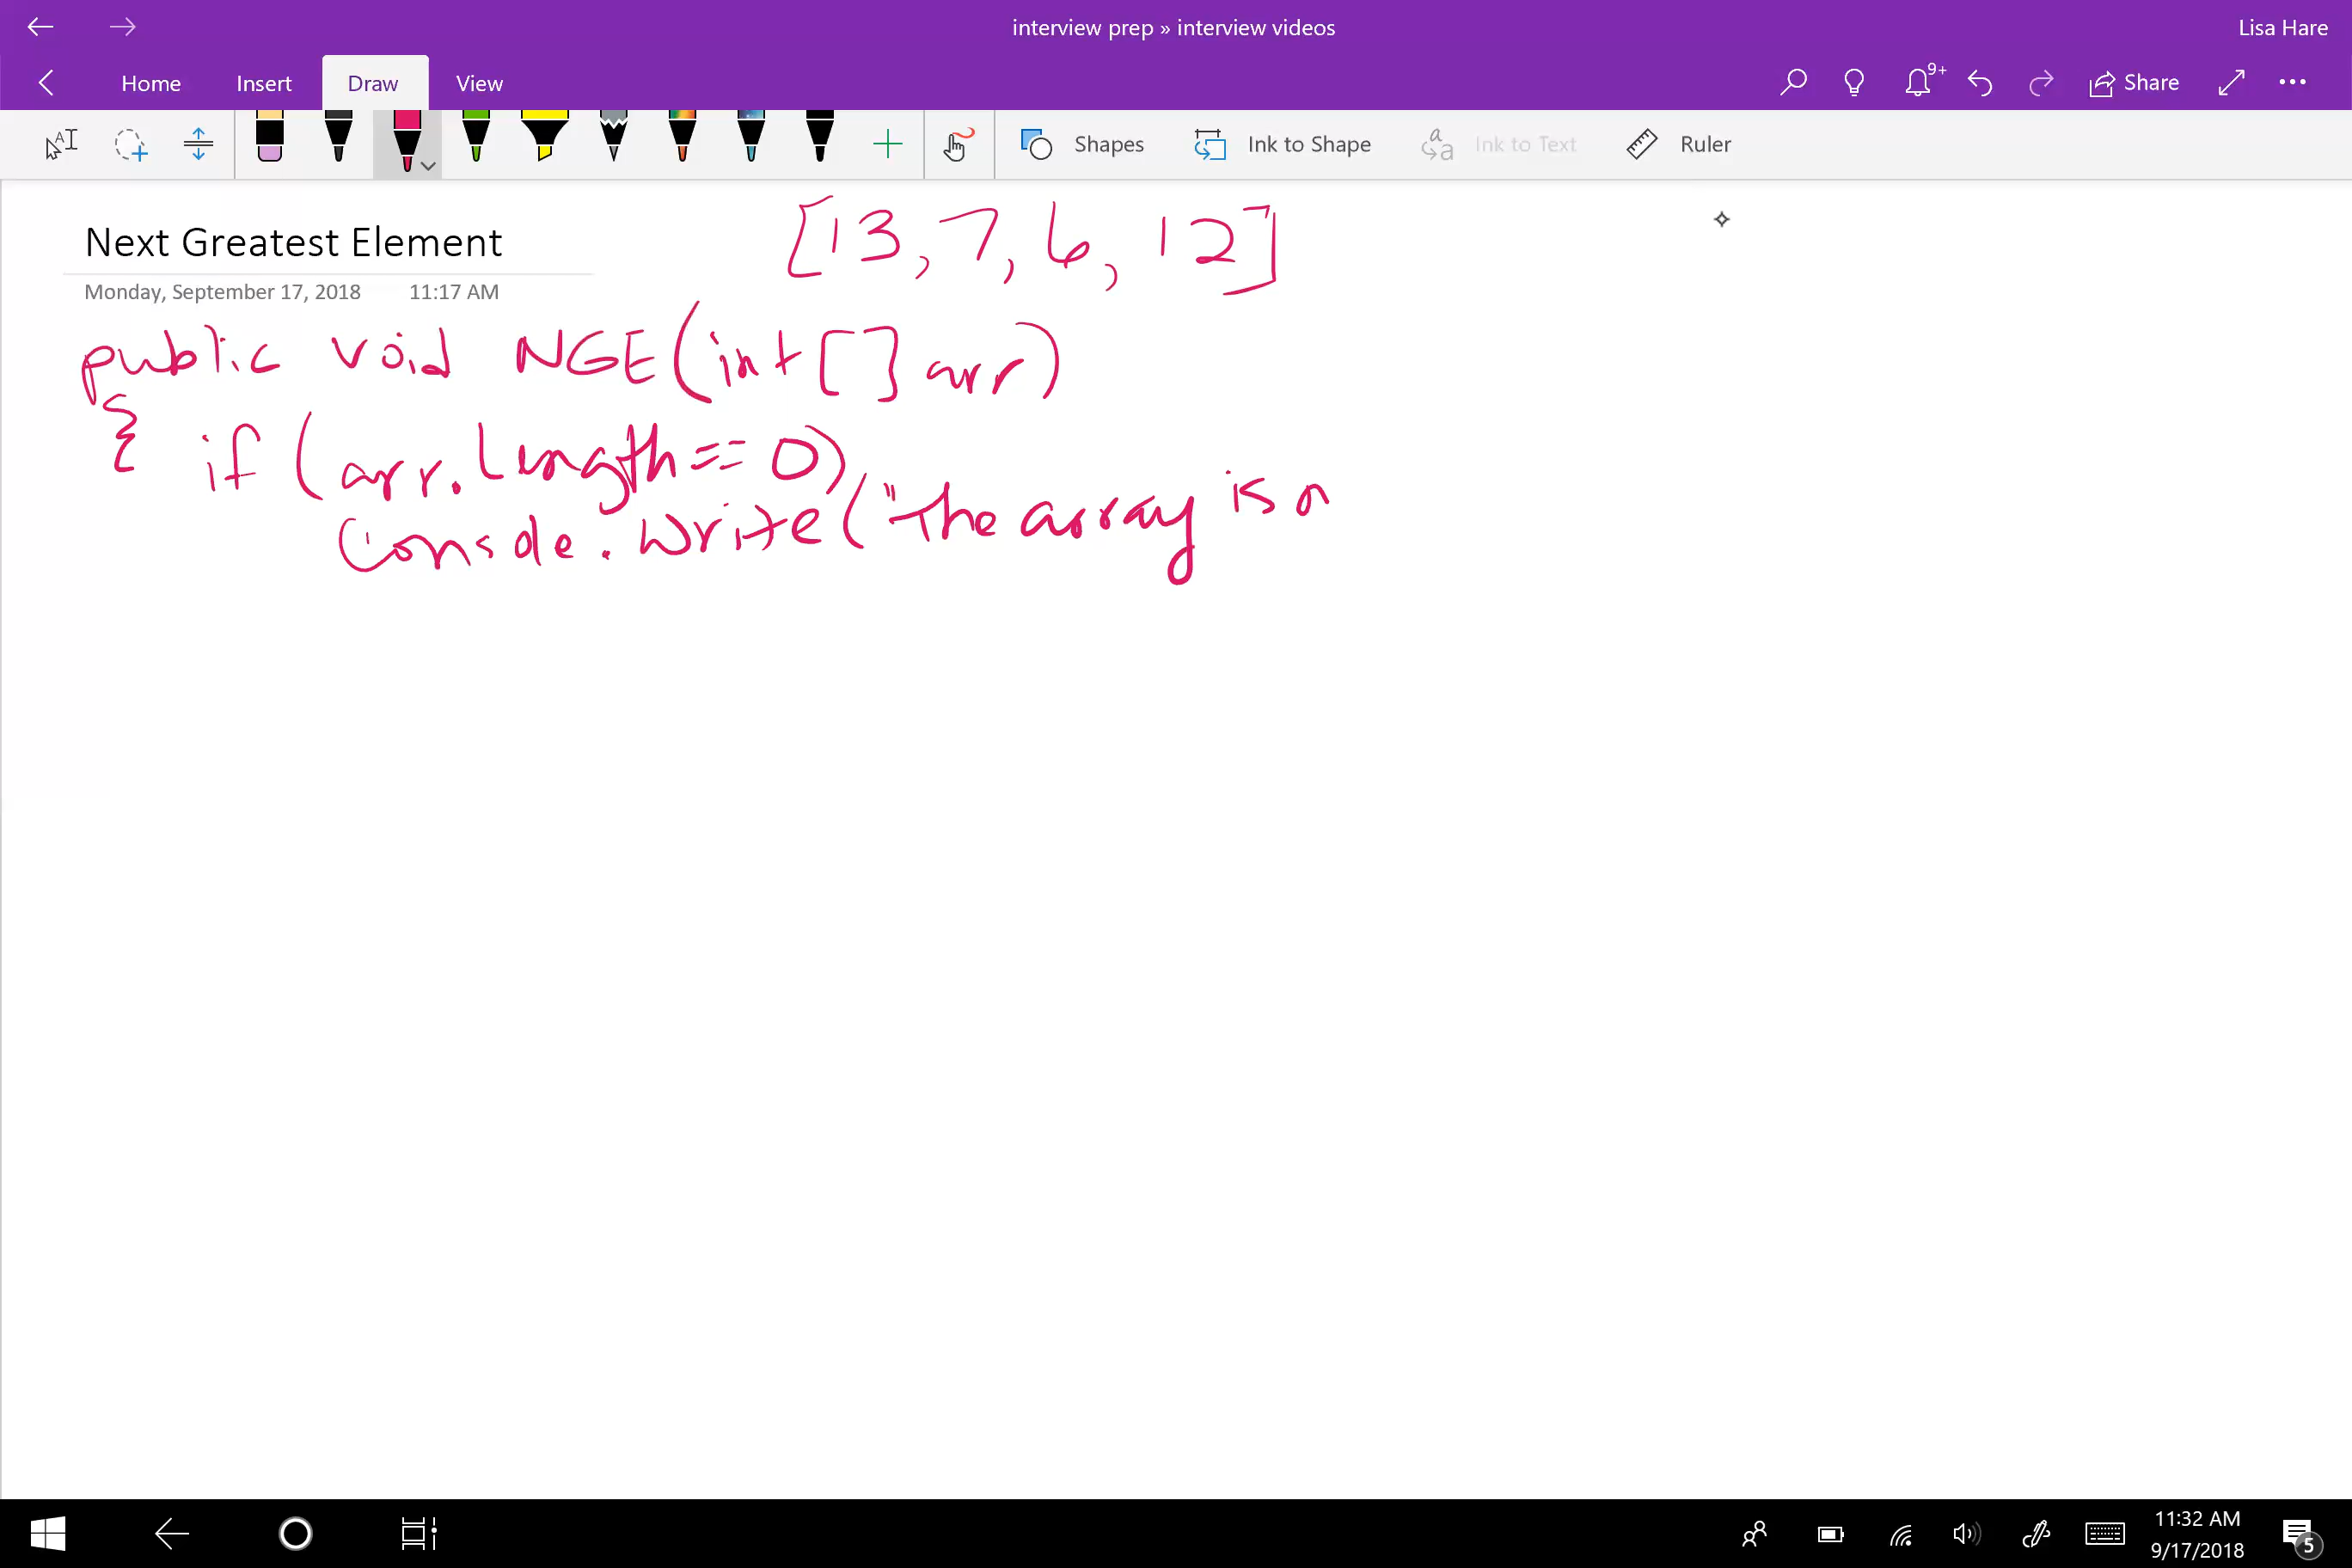 interview prep » interview videos
Lisa Hare
Home Insert Draw View
9+
Share
Shapes Ink to Shape Ink to Text Ruler
[13, 7, 6, 12]
Next Greatest Element
Monday, September 17, 2018 11:17 AM
public void NGE(int [] arr)
{ if (arr.length == 0)
Console.Write("The array is n
11:32 AM
9/17/2018
5